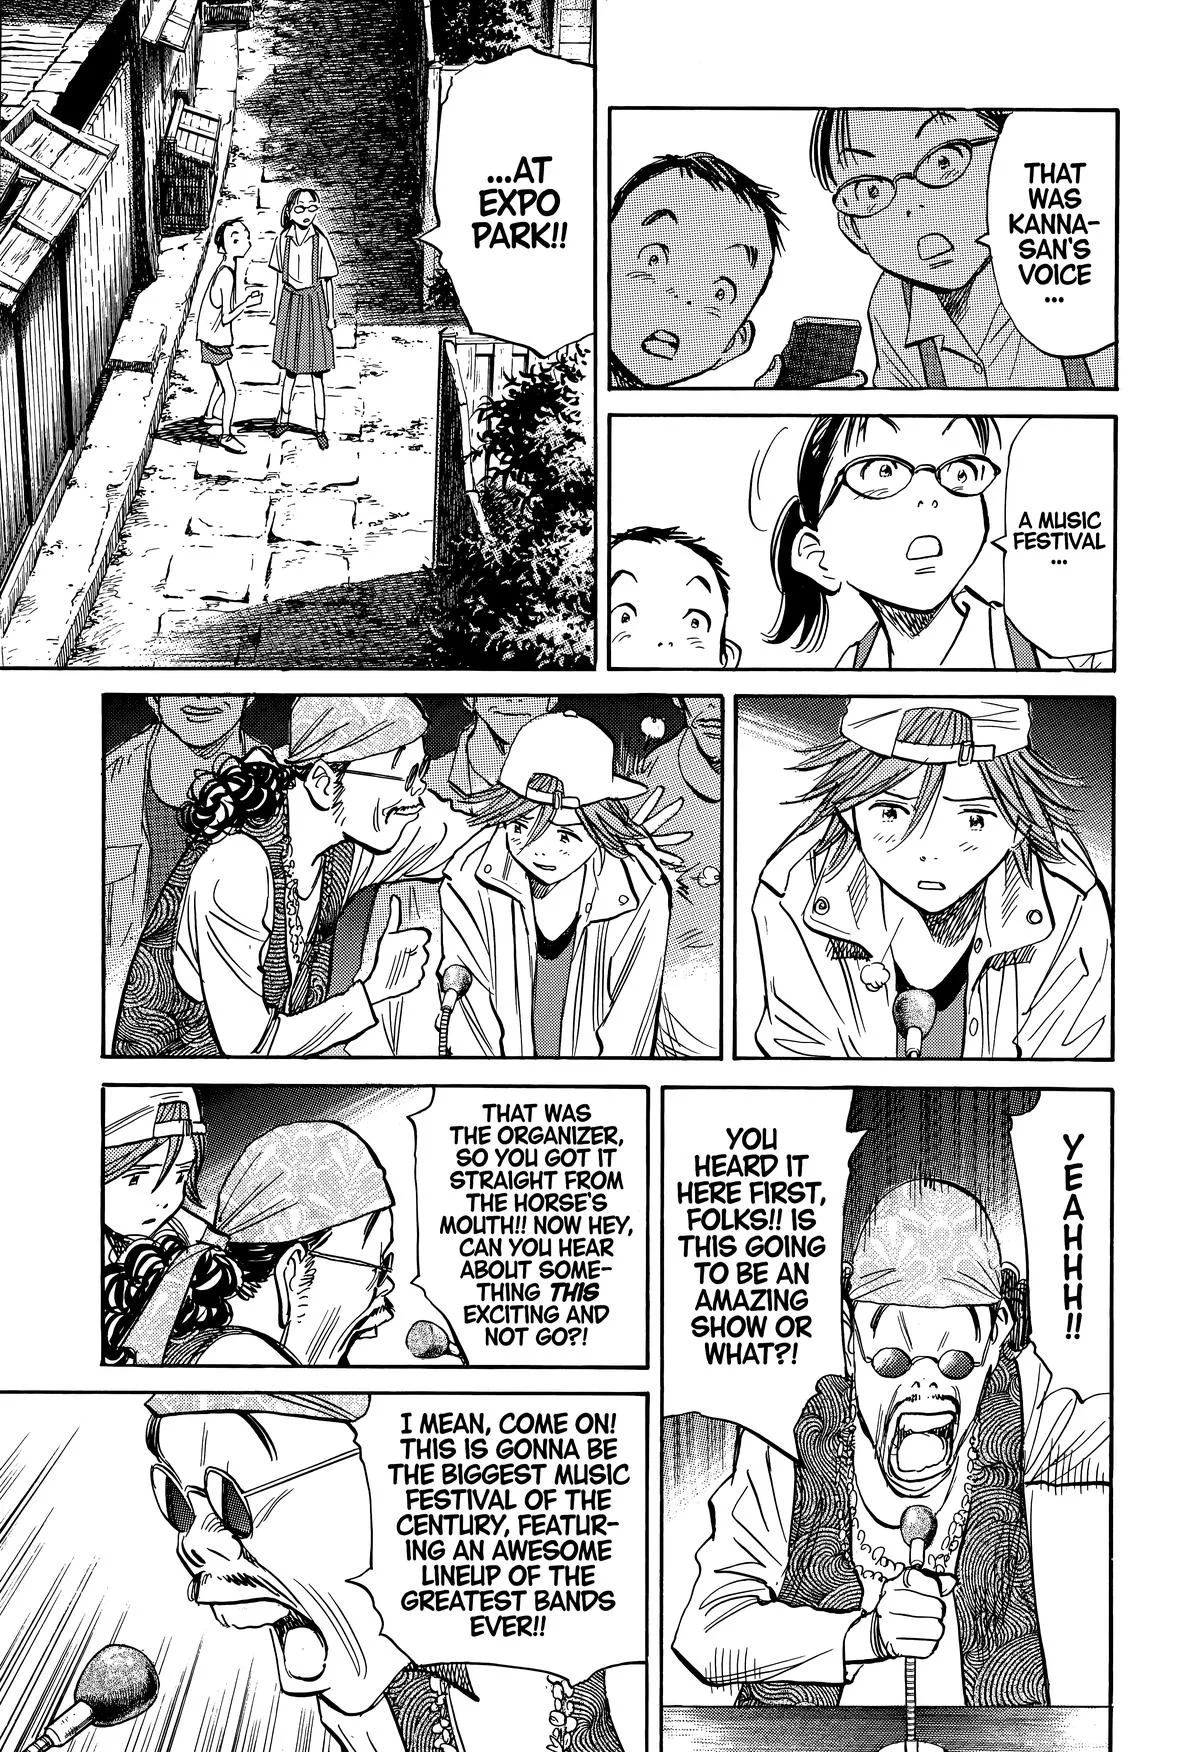 THAT
WAS
KANNA-
SAN'S
VOICE
...
...AT
EXPO
PARK!!
A MUSIC
FESTIVAL
...
YEAHHH!!
YOU
HEARD IT
HERE FIRST,
FOLKS!! IS
THIS GOING
TO BE AN
AMAZING
SHOW OR
WHAT?!
THAT WAS
THE ORGANIZER,
SO YOU GOT IT
STRAIGHT FROM
THE HORSE'S
MOUTH!! NOW HEY,
CAN YOU HEAR
ABOUT SOME-
THING THIS
EXCITING AND
NOT GO?!
I MEAN, COME ON!
THIS IS GONNA BE
THE BIGGEST MUSIC
FESTIVAL OF THE
CENTURY, FEATUR-
ING AN AWESOME
LINEUP OF THE
GREATEST BANDS
EVER!!